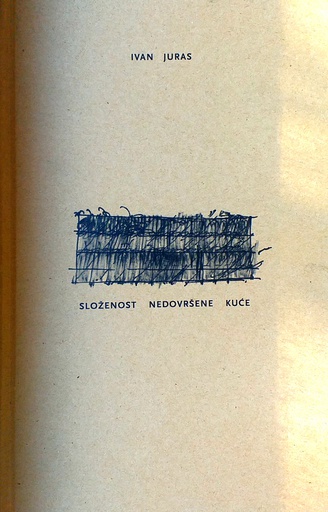 IVAN JURAS
SLOŽENOST NEDOVRŠENE KUĆE